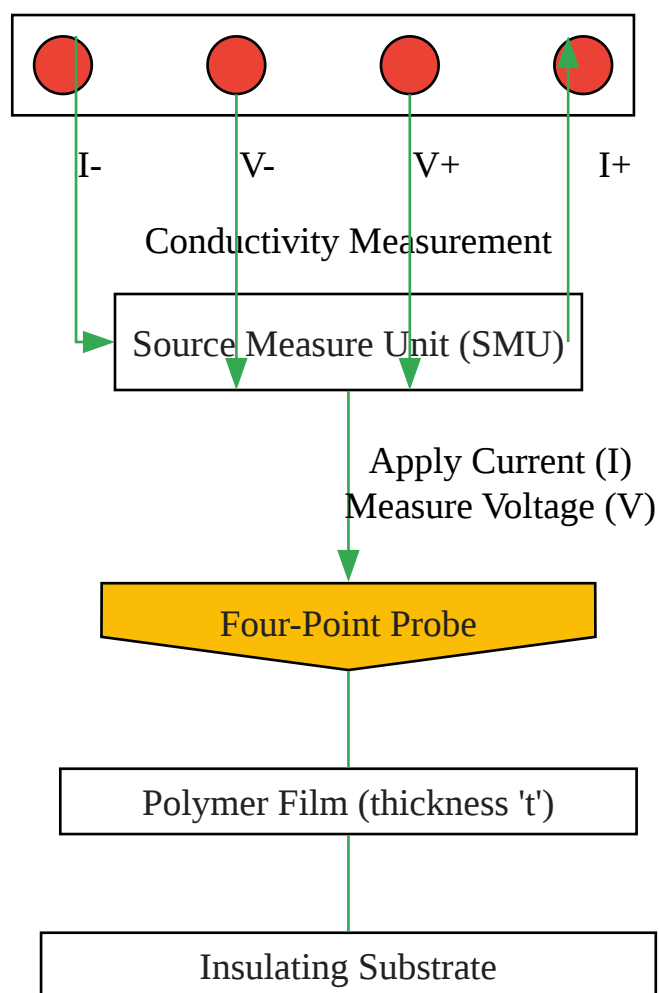 I-
V-
V+
I+
Conductivity Measurement
Source Measure Unit (SMU)
Apply Current (I)
Measure Voltage (V)
Four-Point Probe
Polymer Film (thickness 't')
Insulating Substrate